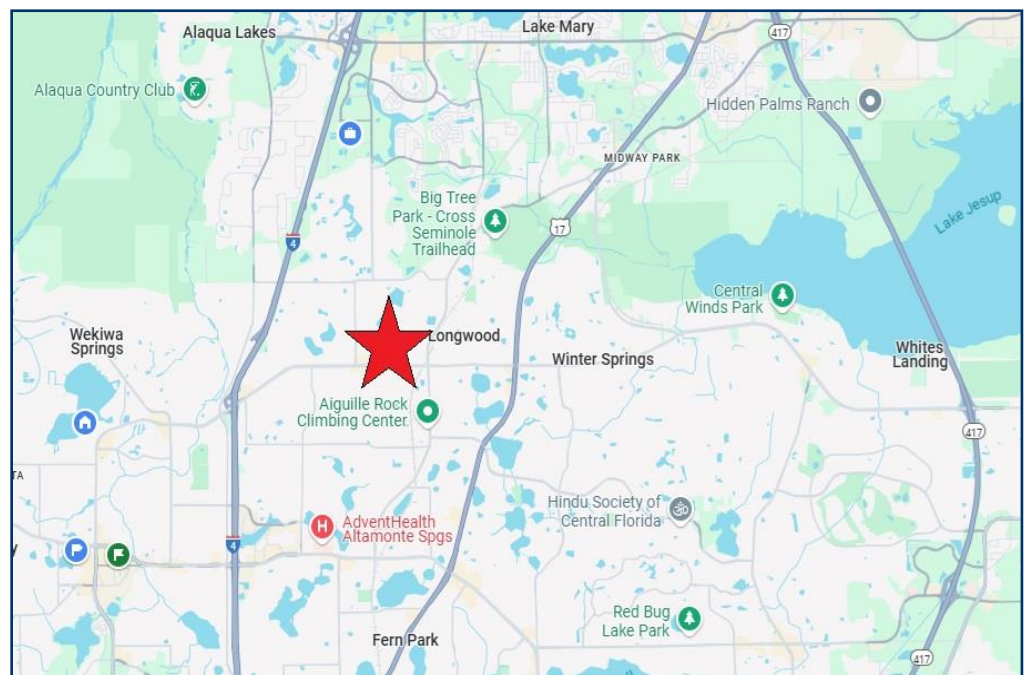 Alaqua Lakes
Lake Mary
417
Alaqua Country Club
Hidden Palms Ranch
MIDWAY PARK
Big Tree
Park - Cross
Seminole
Trailhead
17
Lake Jesup
4
Central
Winds Park
Wekiwa
Springs
Longwood
Winter Springs
Whites
Landing
Aiguille Rock
Climbing Center
417
TA
Hindu Society of
Central Florida
H
AdventHealth
Altamonte Spgs
4
y
Red Bug
Lake Park
Fern Park
417